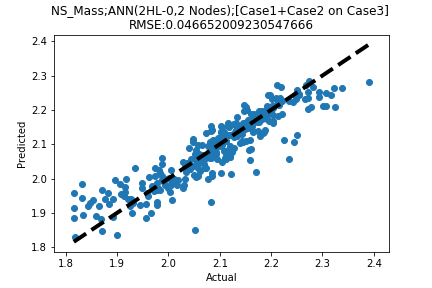 NS_Mass;ANN(2HL-0,2 Nodes);[Case1+Case2 on Case3]
RMSE:0.046652009230547666
2.4
2.3
2.2
2.1
2.0
1.9
1.8
Predicted
1.8 1.9 2.0 2.1 2.2 2.3 2.4
Actual